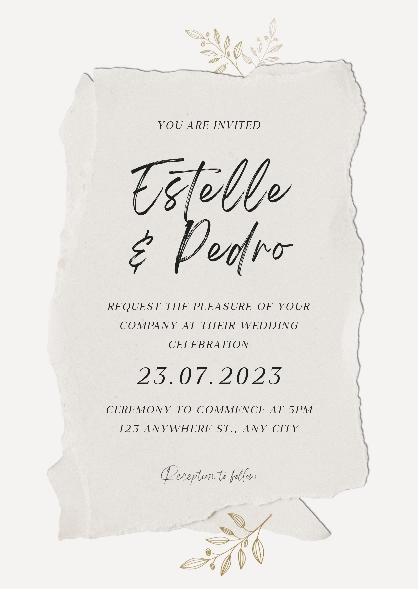 YOU ARE INVITED
Estelle
& Pedro
REQUEST THE PLEASURE OF YOUR
COMPANY AT THEIR WEDDING
CELEBRATION
23.07.2023
CEREMONY TO COMMENCE AT 3PM
123 ANYWHERE ST., ANY CITY
Reception to follow